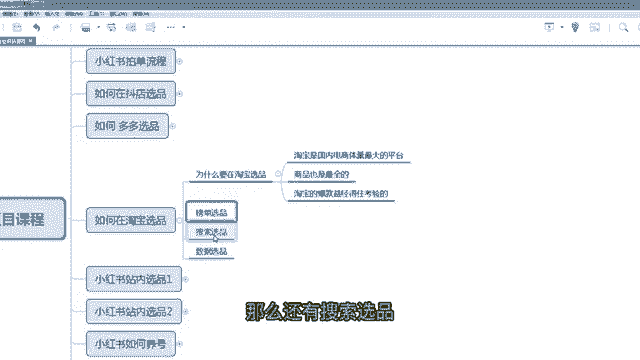 小红书拍单流程
如何在抖店选品
如何 多多选品
为什么要在淘宝选品
淘宝是国内电商体量最大的平台
商品也是最全的
淘宝的爆款越经得住考验的
项目课程
如何在淘宝选品
榜单选品
搜索选品
数据选品
小红书站内选品1
小红书站内选品2
小红书如何养号
那么还有搜索选品